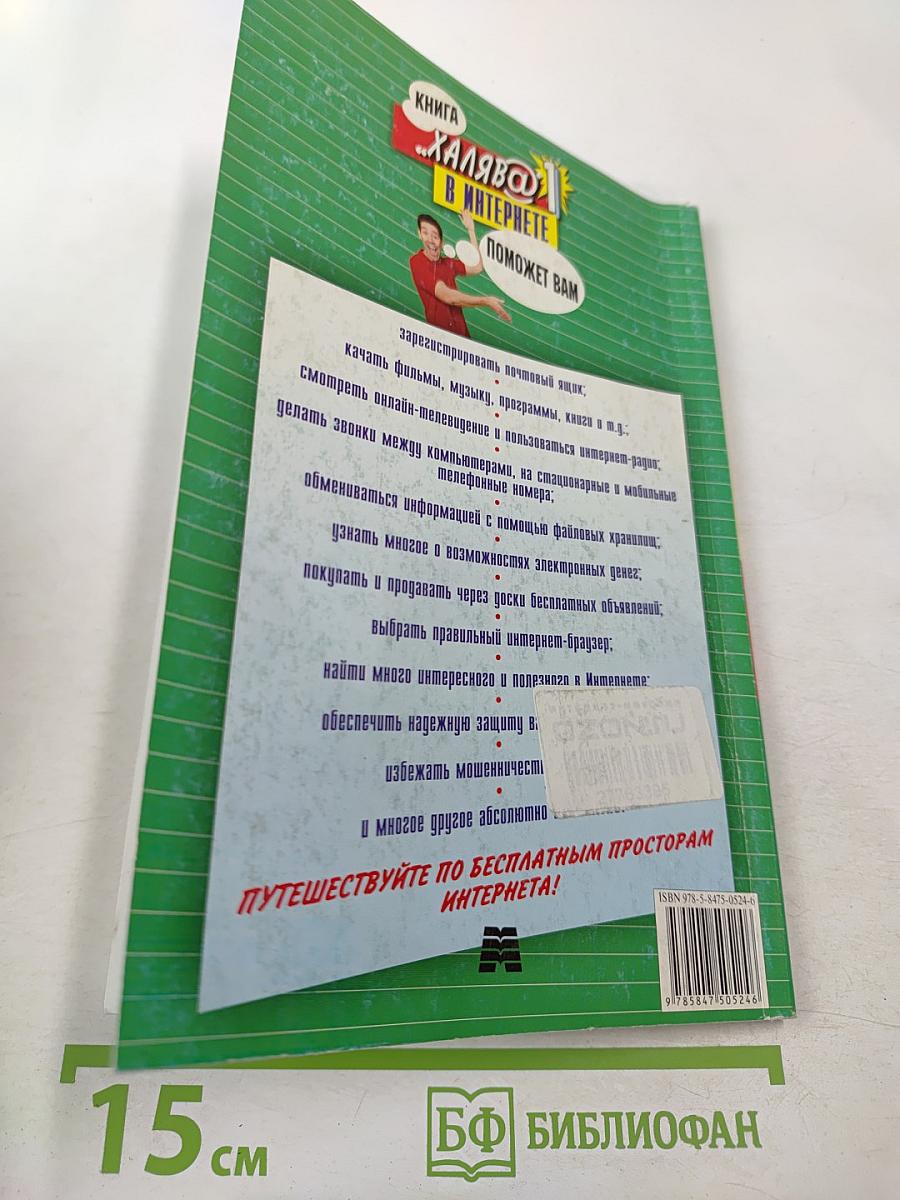 КНИГА
„ХАЛЯВ@1
В ИНТЕРНЕТЕ
ПОМОЖЕТ ВАМ
зарегистрировать почтовый ящик;
качать фильмы, музыку, программы, книги и т.д.;
смотреть онлайн-телевидение и пользоваться интернет-радио;
делать звонки между компьютерами, на стационарные и мобильные
телефонные номера;
обмениваться информацией с помощью файловых хранилищ;
узнать многое о возможностях электронных денег;
покупать и продавать через доски бесплатных объявлений;
выбрать правильный интернет-браузер;
найти много интересного и полезного в Интернете;
обеспечить надежную защиту
избежать
и многое другое абсолютно
ПУТЕШЕСТВУЙТЕ ПО БЕСПЛАТНЫМ ПРОСТОРАМ
ИНТЕРНЕТА!
ISBN 978-5-8475-0524-6
9 785847 505246
15 см
БФ БИБЛИОФАН